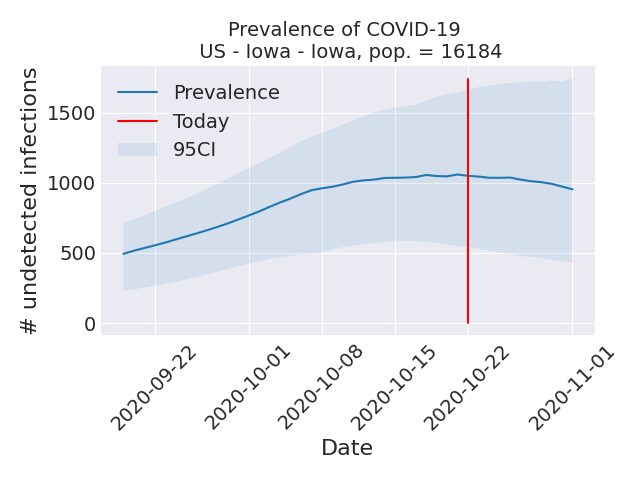 Prevalence of COVID-19
US - Iowa - Iowa, pop. = 16184
# undetected infections
1500
1000
500
0
Prevalence
Today
95CI
2020-09-22
2020-10-01
2020-10-08
2020-10-15
2020-10-22
2020-11-01
Date